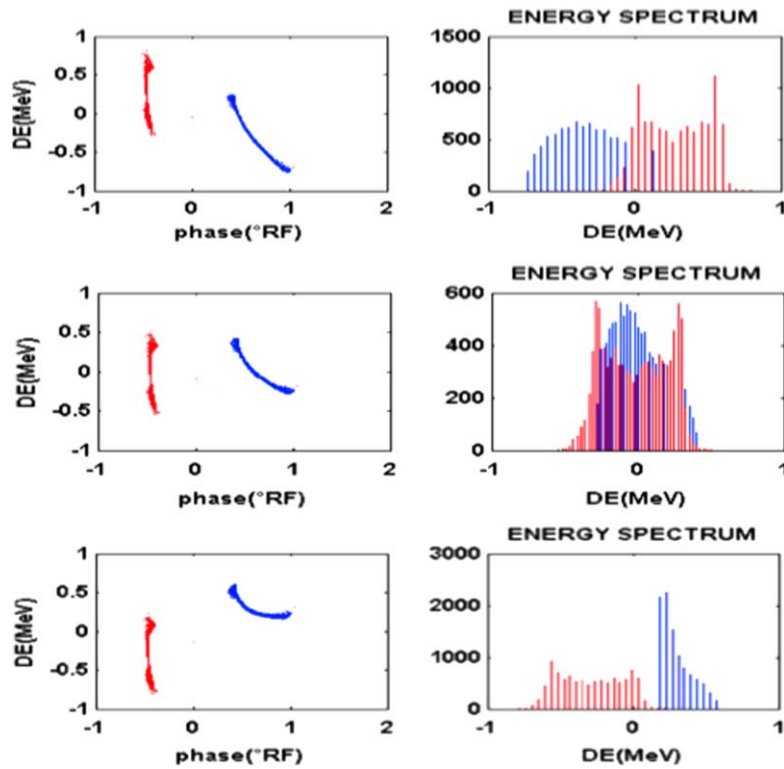 ENERGY SPECTRUM
1
0.5
0
-0.5
-1
DE(MeV)
-1 0 1 2
phase(°RF)
1500
1000
500
0
-1 0 1
DE(MeV)
ENERGY SPECTRUM
1
0.5
0
-0.5
-1
DE(MeV)
-1 0 1 2
phase(°RF)
600
400
200
0
-1 0 1
DE(MeV)
ENERGY SPECTRUM
1
0.5
0
-0.5
-1
DE(MeV)
-1 0 1 2
phase(°RF)
3000
2000
1000
0
-1 0 1
DE(MeV)